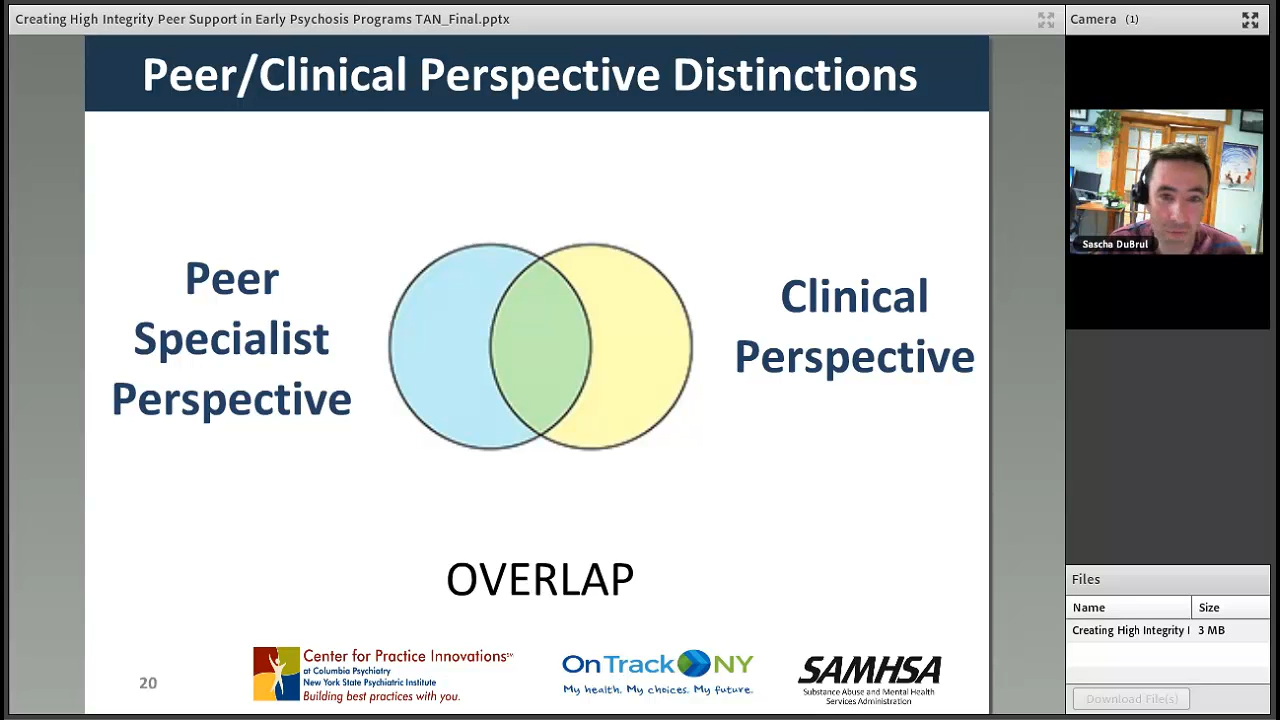 Creating High Integrity Peer Support in Early Psychosis Programs TAN_Final.pptx
Peer/Clinical Perspective Distinctions
Peer
Specialist
Perspective
Clinical
Perspective
OVERLAP
20
Center for Practice Innovations℠
at Columbia Psychiatry
New York State Psychiatric Institute
Building best practices with you.
OnTrackNY
My health. My choices. My future.
SAMHSA
Substance Abuse and Mental Health
Services Administration
Camera (1)
Sascha DuBrul
Files
Name Size
Creating High Integrity 3 MB
Download File(s)